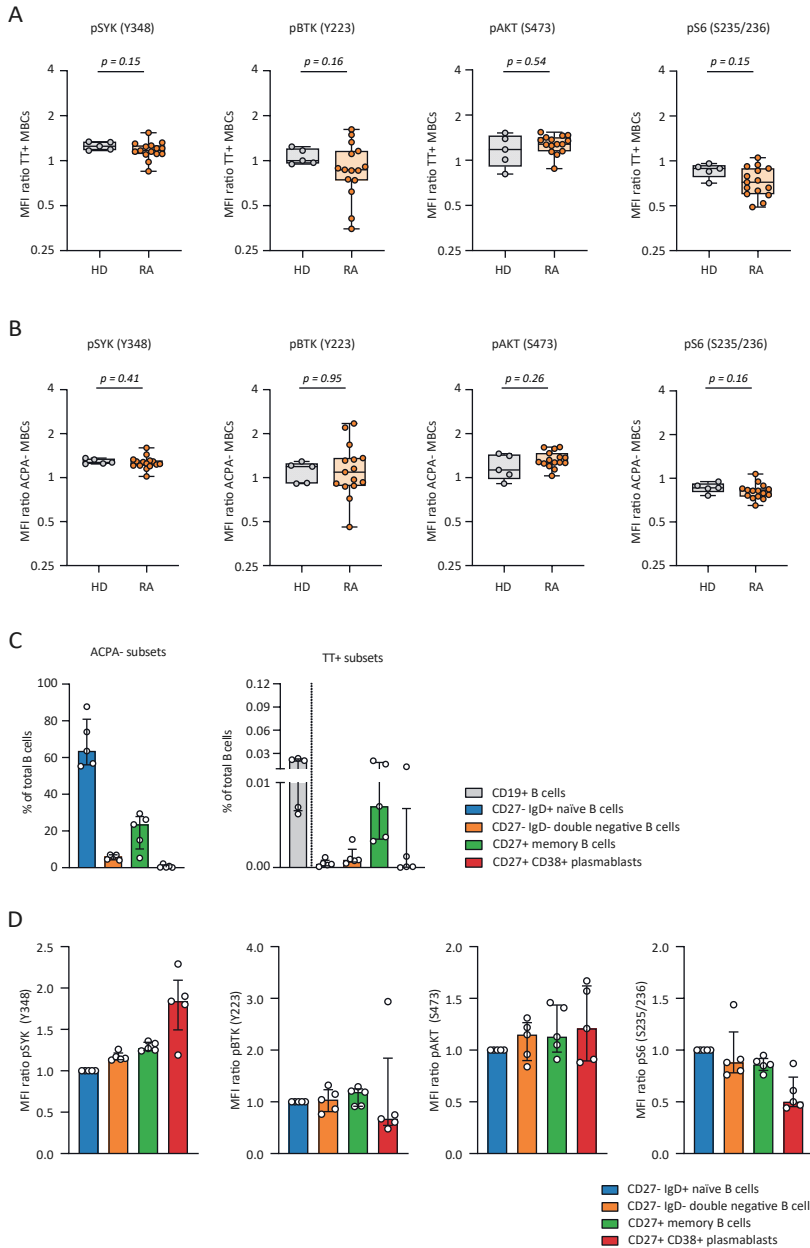 A
pSYK (Y348)
pBTK (Y223)
pAKT (S473)
pS6 (S235/236)
p = 0.15
p = 0.16
p = 0.54
p = 0.15
MFI ratio TT+ MBCs
4
2
1
0.5
0.25
HD
RA
MFI ratio TT+ MBCs
4
2
1
0.5
0.25
HD
RA
MFI ratio TT+ MBCs
4
2
1
0.5
0.25
HD
RA
MFI ratio TT+ MBCs
4
2
1
0.5
0.25
HD
RA
B
pSYK (Y348)
pBTK (Y223)
pAKT (S473)
pS6 (S235/236)
p = 0.41
p = 0.95
p = 0.26
p = 0.16
MFI ratio ACPA- MBCs
4
2
1
0.5
0.25
HD
RA
MFI ratio ACPA- MBCs
4
2
1
0.5
0.25
HD
RA
MFI ratio ACPA- MBCs
4
2
1
0.5
0.25
HD
RA
MFI ratio ACPA- MBCs
4
2
1
0.5
0.25
HD
RA
C
ACPA- subsets
% of total B cells
100
80
60
40
20
0
TT+ subsets
% of total B cells
0.12
0.09
0.06
0.03
0.01
0.00
CD19+ B cells
CD27- IgD+ naïve B cells
CD27- IgD- double negative B cells
CD27+ memory B cells
CD27+ CD38+ plasmablasts
D
MFI ratio pSYK (Y348)
2.5
2.0
1.5
1.0
0.5
0.0
MFI ratio pBTK (Y223)
4.0
3.0
2.0
1.0
0.0
MFI ratio pAKT (S473)
2.0
1.5
1.0
0.5
0.0
MFI ratio pS6 (S235/236)
2.0
1.5
1.0
0.5
0.0
CD27- IgD+ naïve B cells
CD27- IgD- double negative B cell
CD27+ memory B cells
CD27+ CD38+ plasmablasts